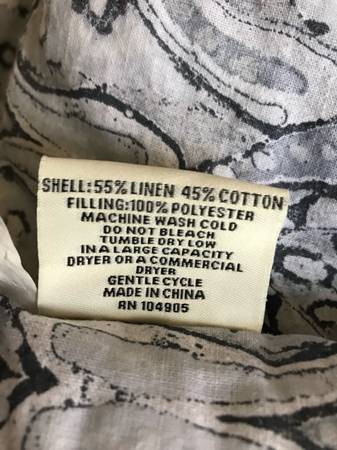 SHELL:55% LINEN 45% COTTON
FILLING:100% POLYESTER
MACHINE WASH COLD
DO NOT BLEACH
TUMBLE DRY LOW
IN A LARGE CAPACITY
DRYER OR A COMMERCIAL
DRYER
GENTLE CYCLE
MADE IN CHINA
RN 104905